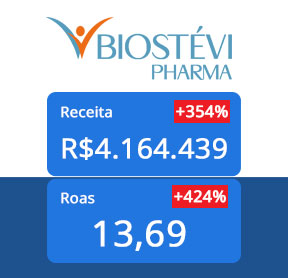 BIOSTÉVI
PHARMA
Receita +354%
R$4.164.439
Roas +424%
13,69